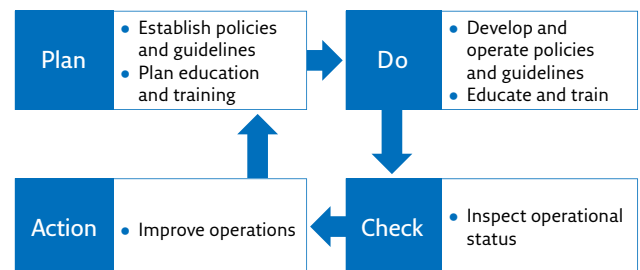 Plan
• Establish policies
and guidelines
• Plan education
and training
Do
• Develop and
operate policies
and guidelines
• Educate and train
Action
• Improve operations
Check
• Inspect operational
status